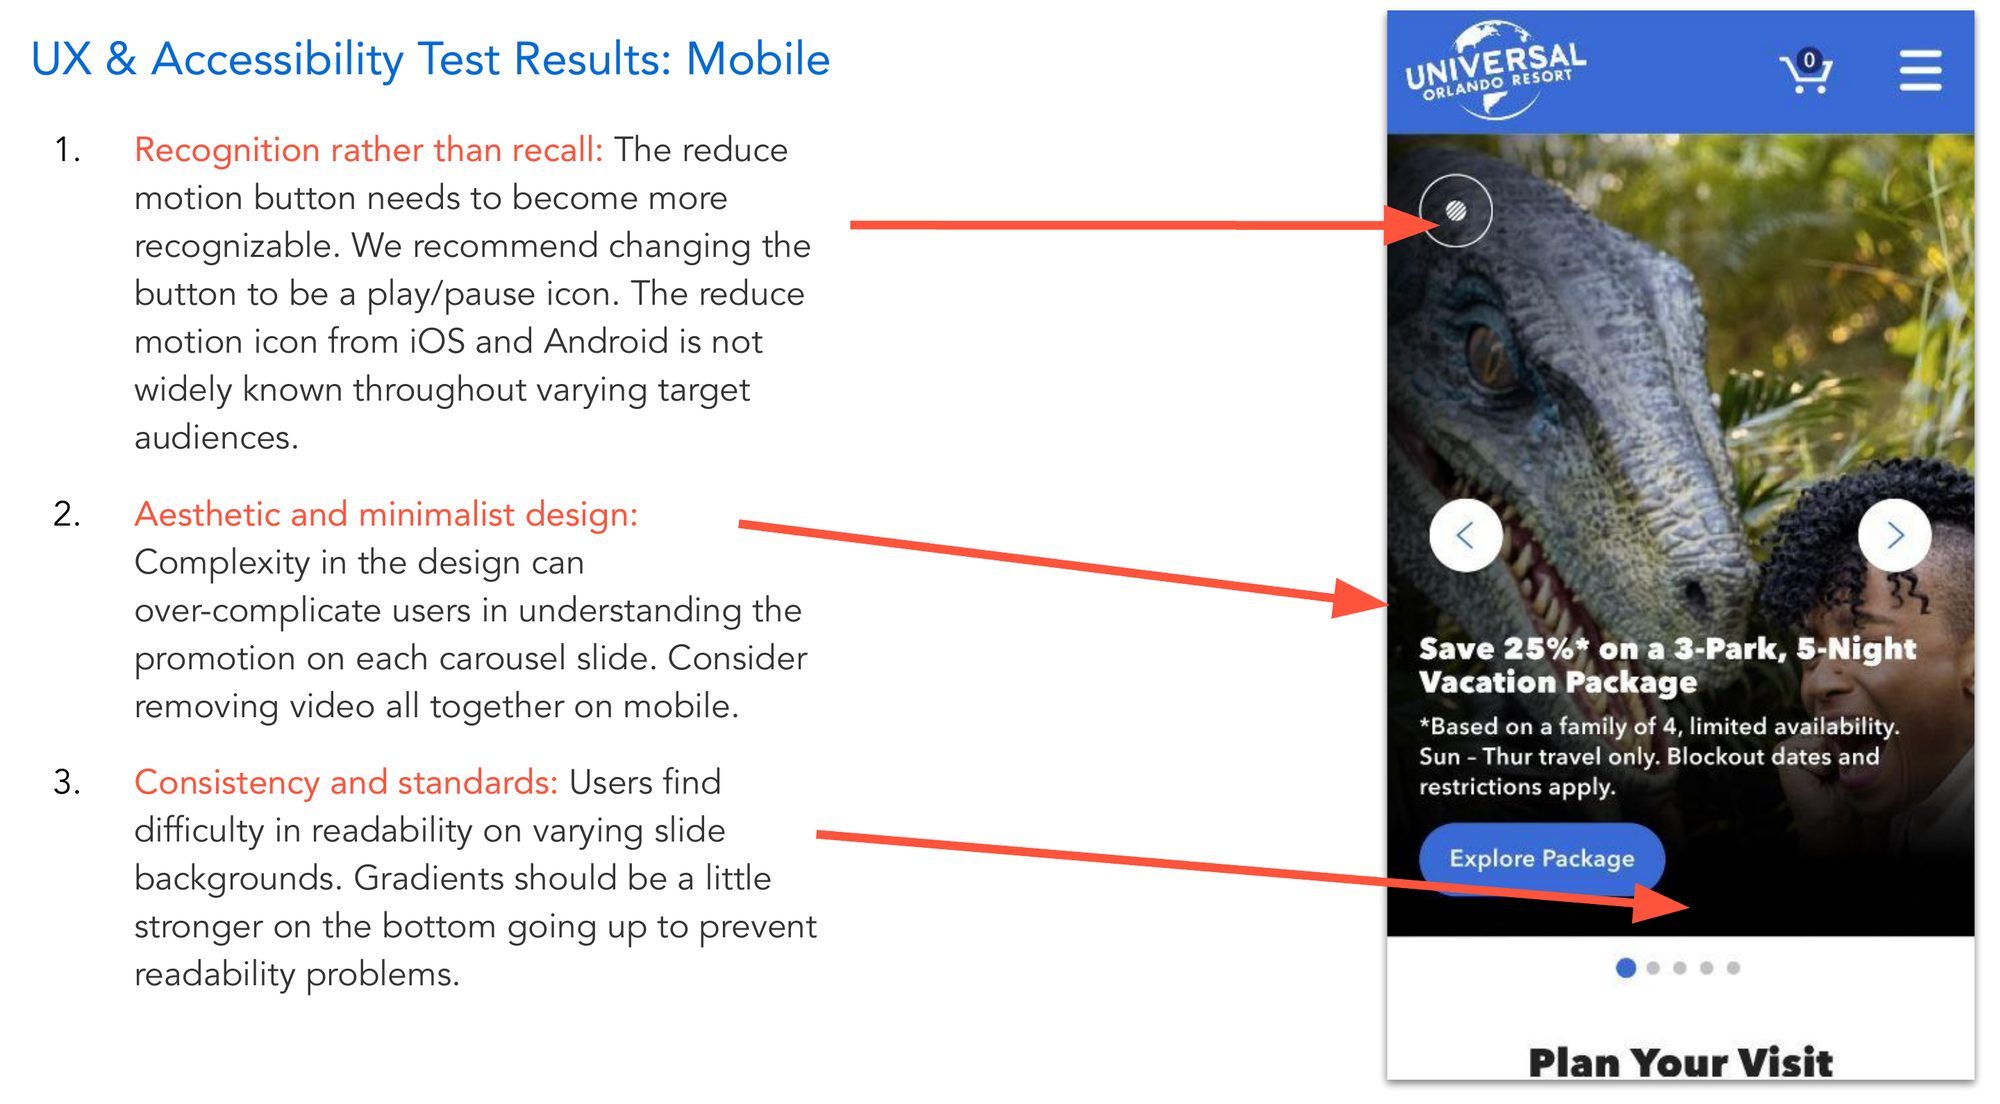 UX & Accessibility Test Results: Mobile
1. Recognition rather than recall: The reduce
motion button needs to become more
recognizable. We recommend changing the
button to be a play/pause icon. The reduce
motion icon from iOS and Android is not
widely known throughout varying target
audiences.
2. Aesthetic and minimalist design:
Complexity in the design can
over-complicate users in understanding the
promotion on each carousel slide. Consider
removing video all together on mobile.
3. Consistency and standards: Users find
difficulty in readability on varying slide
backgrounds. Gradients should be a little
stronger on the bottom going up to prevent
readability problems.
UNIVERSAL
ORLANDO RESORT
0
Save 25%* on a 3-Park, 5-Night
Vacation Package
*Based on a family of 4, limited availability.
Sun – Thur travel only. Blockout dates and
restrictions apply.
Explore Package
Plan Your Visit